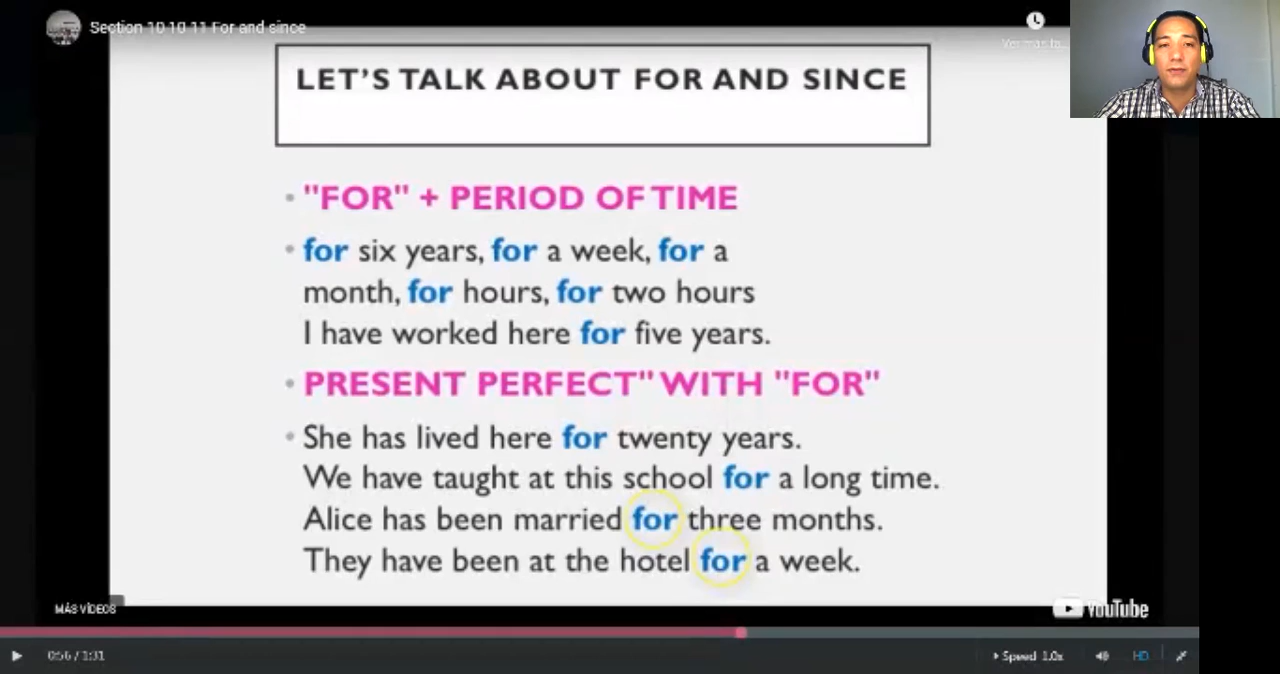 Section 10 10 11 For and since
LET'S TALK ABOUT FOR AND SINCE
• "FOR" + PERIOD OF TIME
• for six years, for a week, for a
month, for hours, for two hours
I have worked here for five years.
• PRESENT PERFECT" WITH "FOR"
• She has lived here for twenty years.
We have taught at this school for a long time.
Alice has been married for three months.
They have been at the hotel for a week.
MÁS VÍDEOS
YouTube
0:56 / 1:31
Speed 1.0x
HD